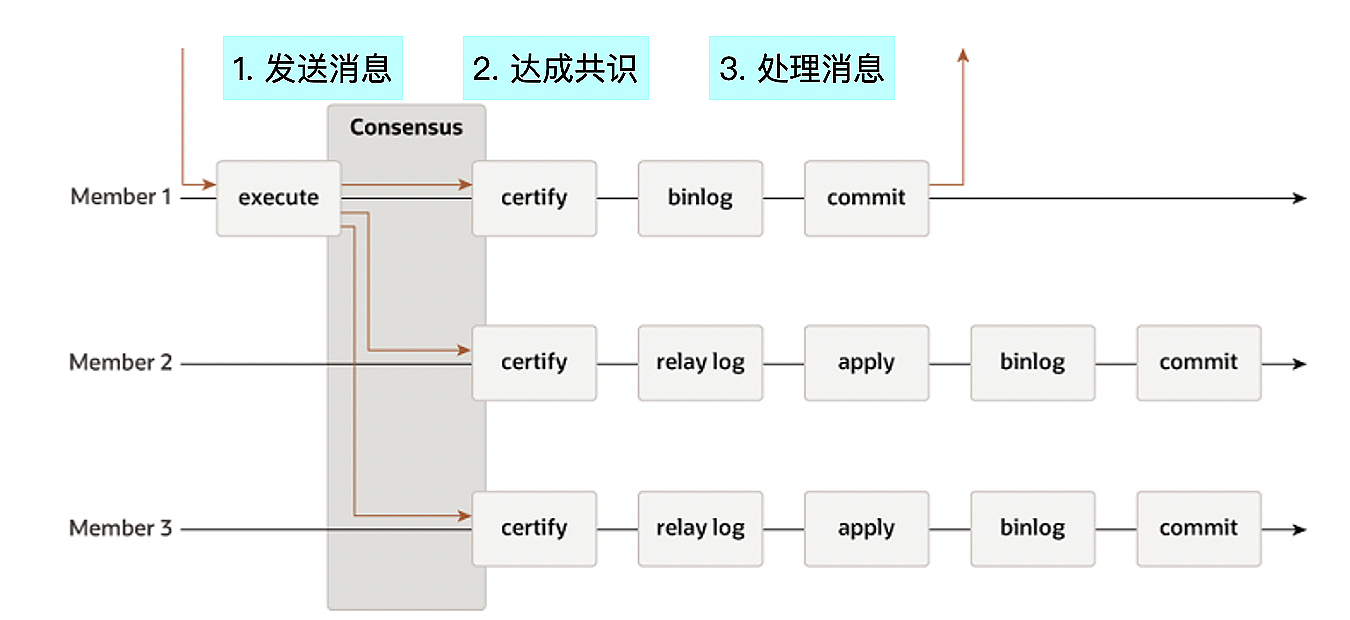 1. 发送消息
2. 达成共识
3. 处理消息
Consensus
Member 1
execute
certify
binlog
commit
Member 2
certify
relay log
apply
binlog
commit
Member 3
certify
relay log
apply
binlog
commit